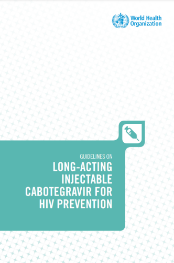 World Health
Organization
GUIDELINES ON
LONG-ACTING
INJECTABLE
CABOTEGRAVIR FOR
HIV PREVENTION